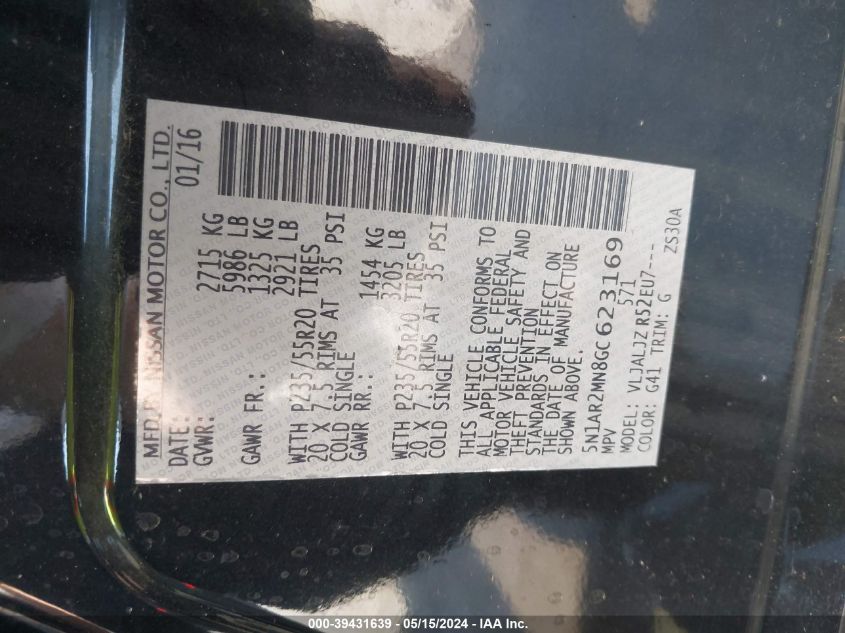 MFD. BY NISSAN MOTOR CO., LTD.
DATE: 01/16
GVWR: 2715 KG
5986 LB
GAWR FR.: 1325 KG
2921 LB
WITH P235/55R20 TIRES
20 X 7.5 RIMS AT 35 PSI
COLD SINGLE
GAWR RR.: 1454 KG
3205 LB
WITH P235/55R20 TIRES
20 X 7.5 RIMS AT 35 PSI
COLD SINGLE
THIS VEHICLE CONFORMS TO
ALL APPLICABLE FEDERAL
MOTOR VEHICLE SAFETY AND
THEFT PREVENTION
STANDARDS IN EFFECT ON
THE DATE OF MANUFACTURE
SHOWN ABOVE.
5N1AR2MN8GC623169
MPV 571
MODEL: VLJALJZ R52EU7---
COLOR: G41 TRIM: G ZS30A
000-39431639 - 05/15/2024 - IAA Inc.